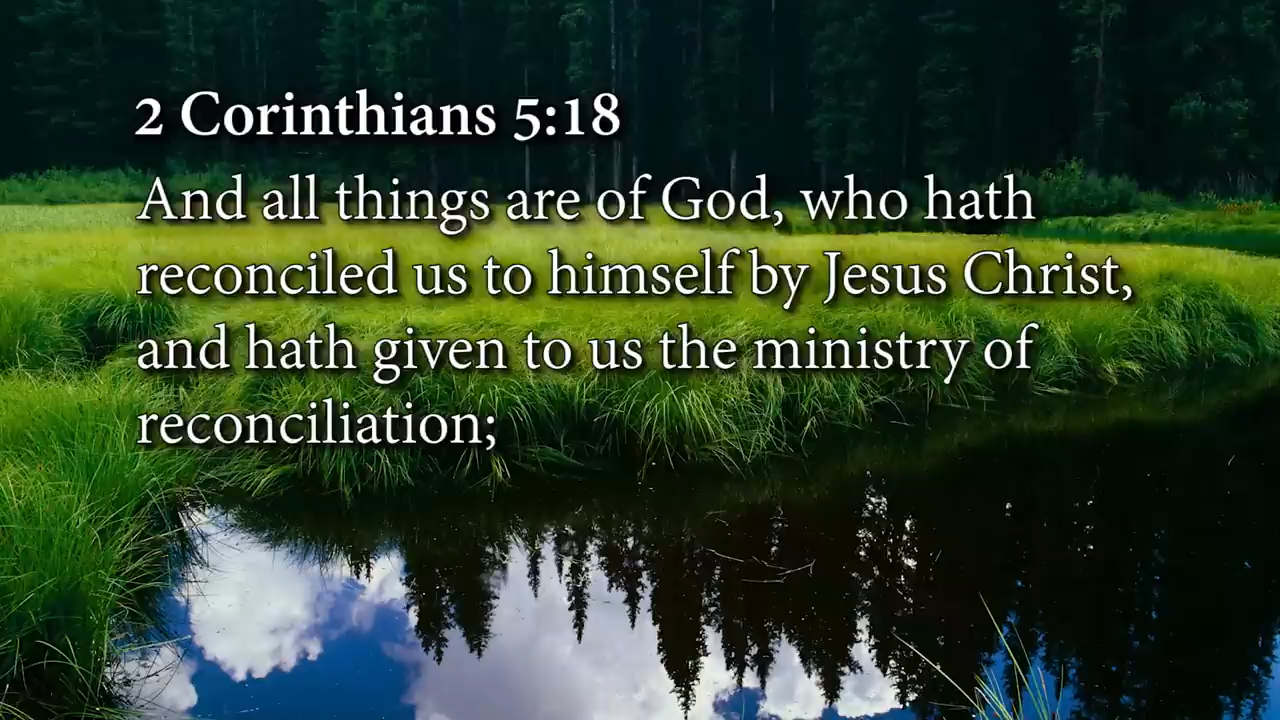 2 Corinthians 5:18
And all things are of God, who hath
reconciled us to himself by Jesus Christ,
and hath given to us the ministry of
reconciliation;